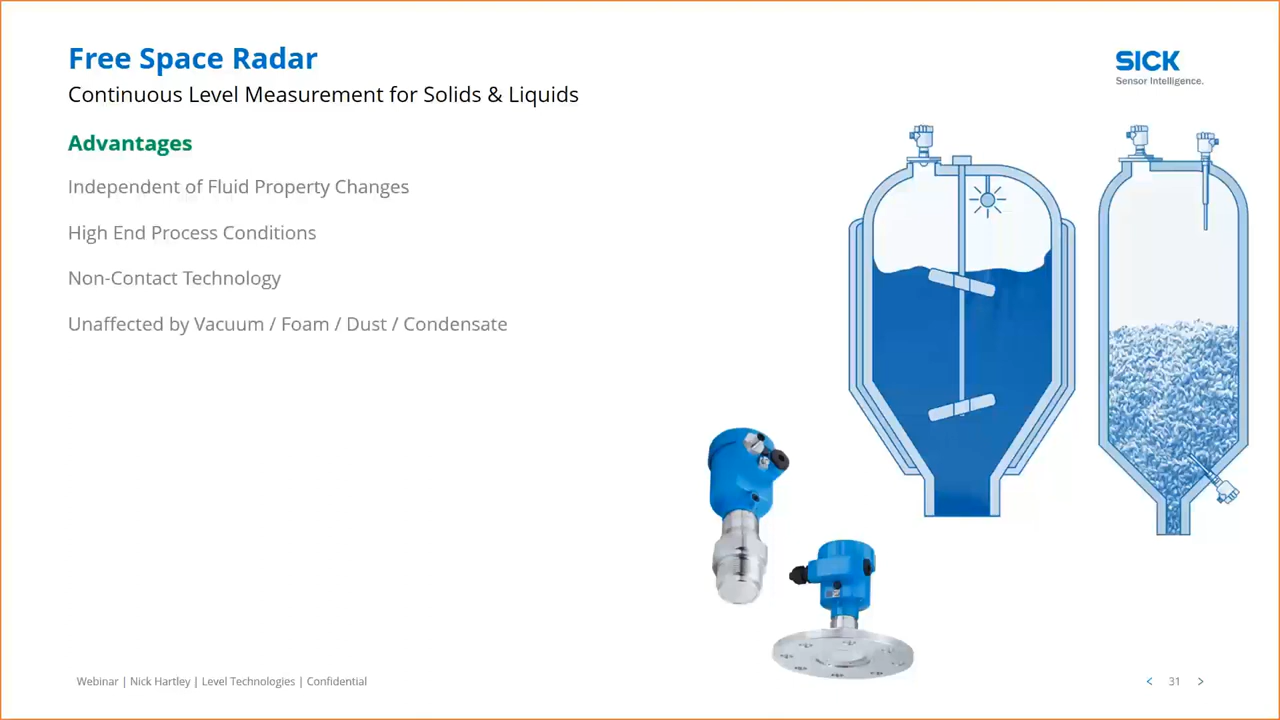 Free Space Radar
Continuous Level Measurement for Solids & Liquids
SICK
Sensor Intelligence.
Advantages
Independent of Fluid Property Changes
High End Process Conditions
Non-Contact Technology
Unaffected by Vacuum / Foam / Dust / Condensate
Webinar | Nick Hartley | Level Technologies | Confidential
< 31 >